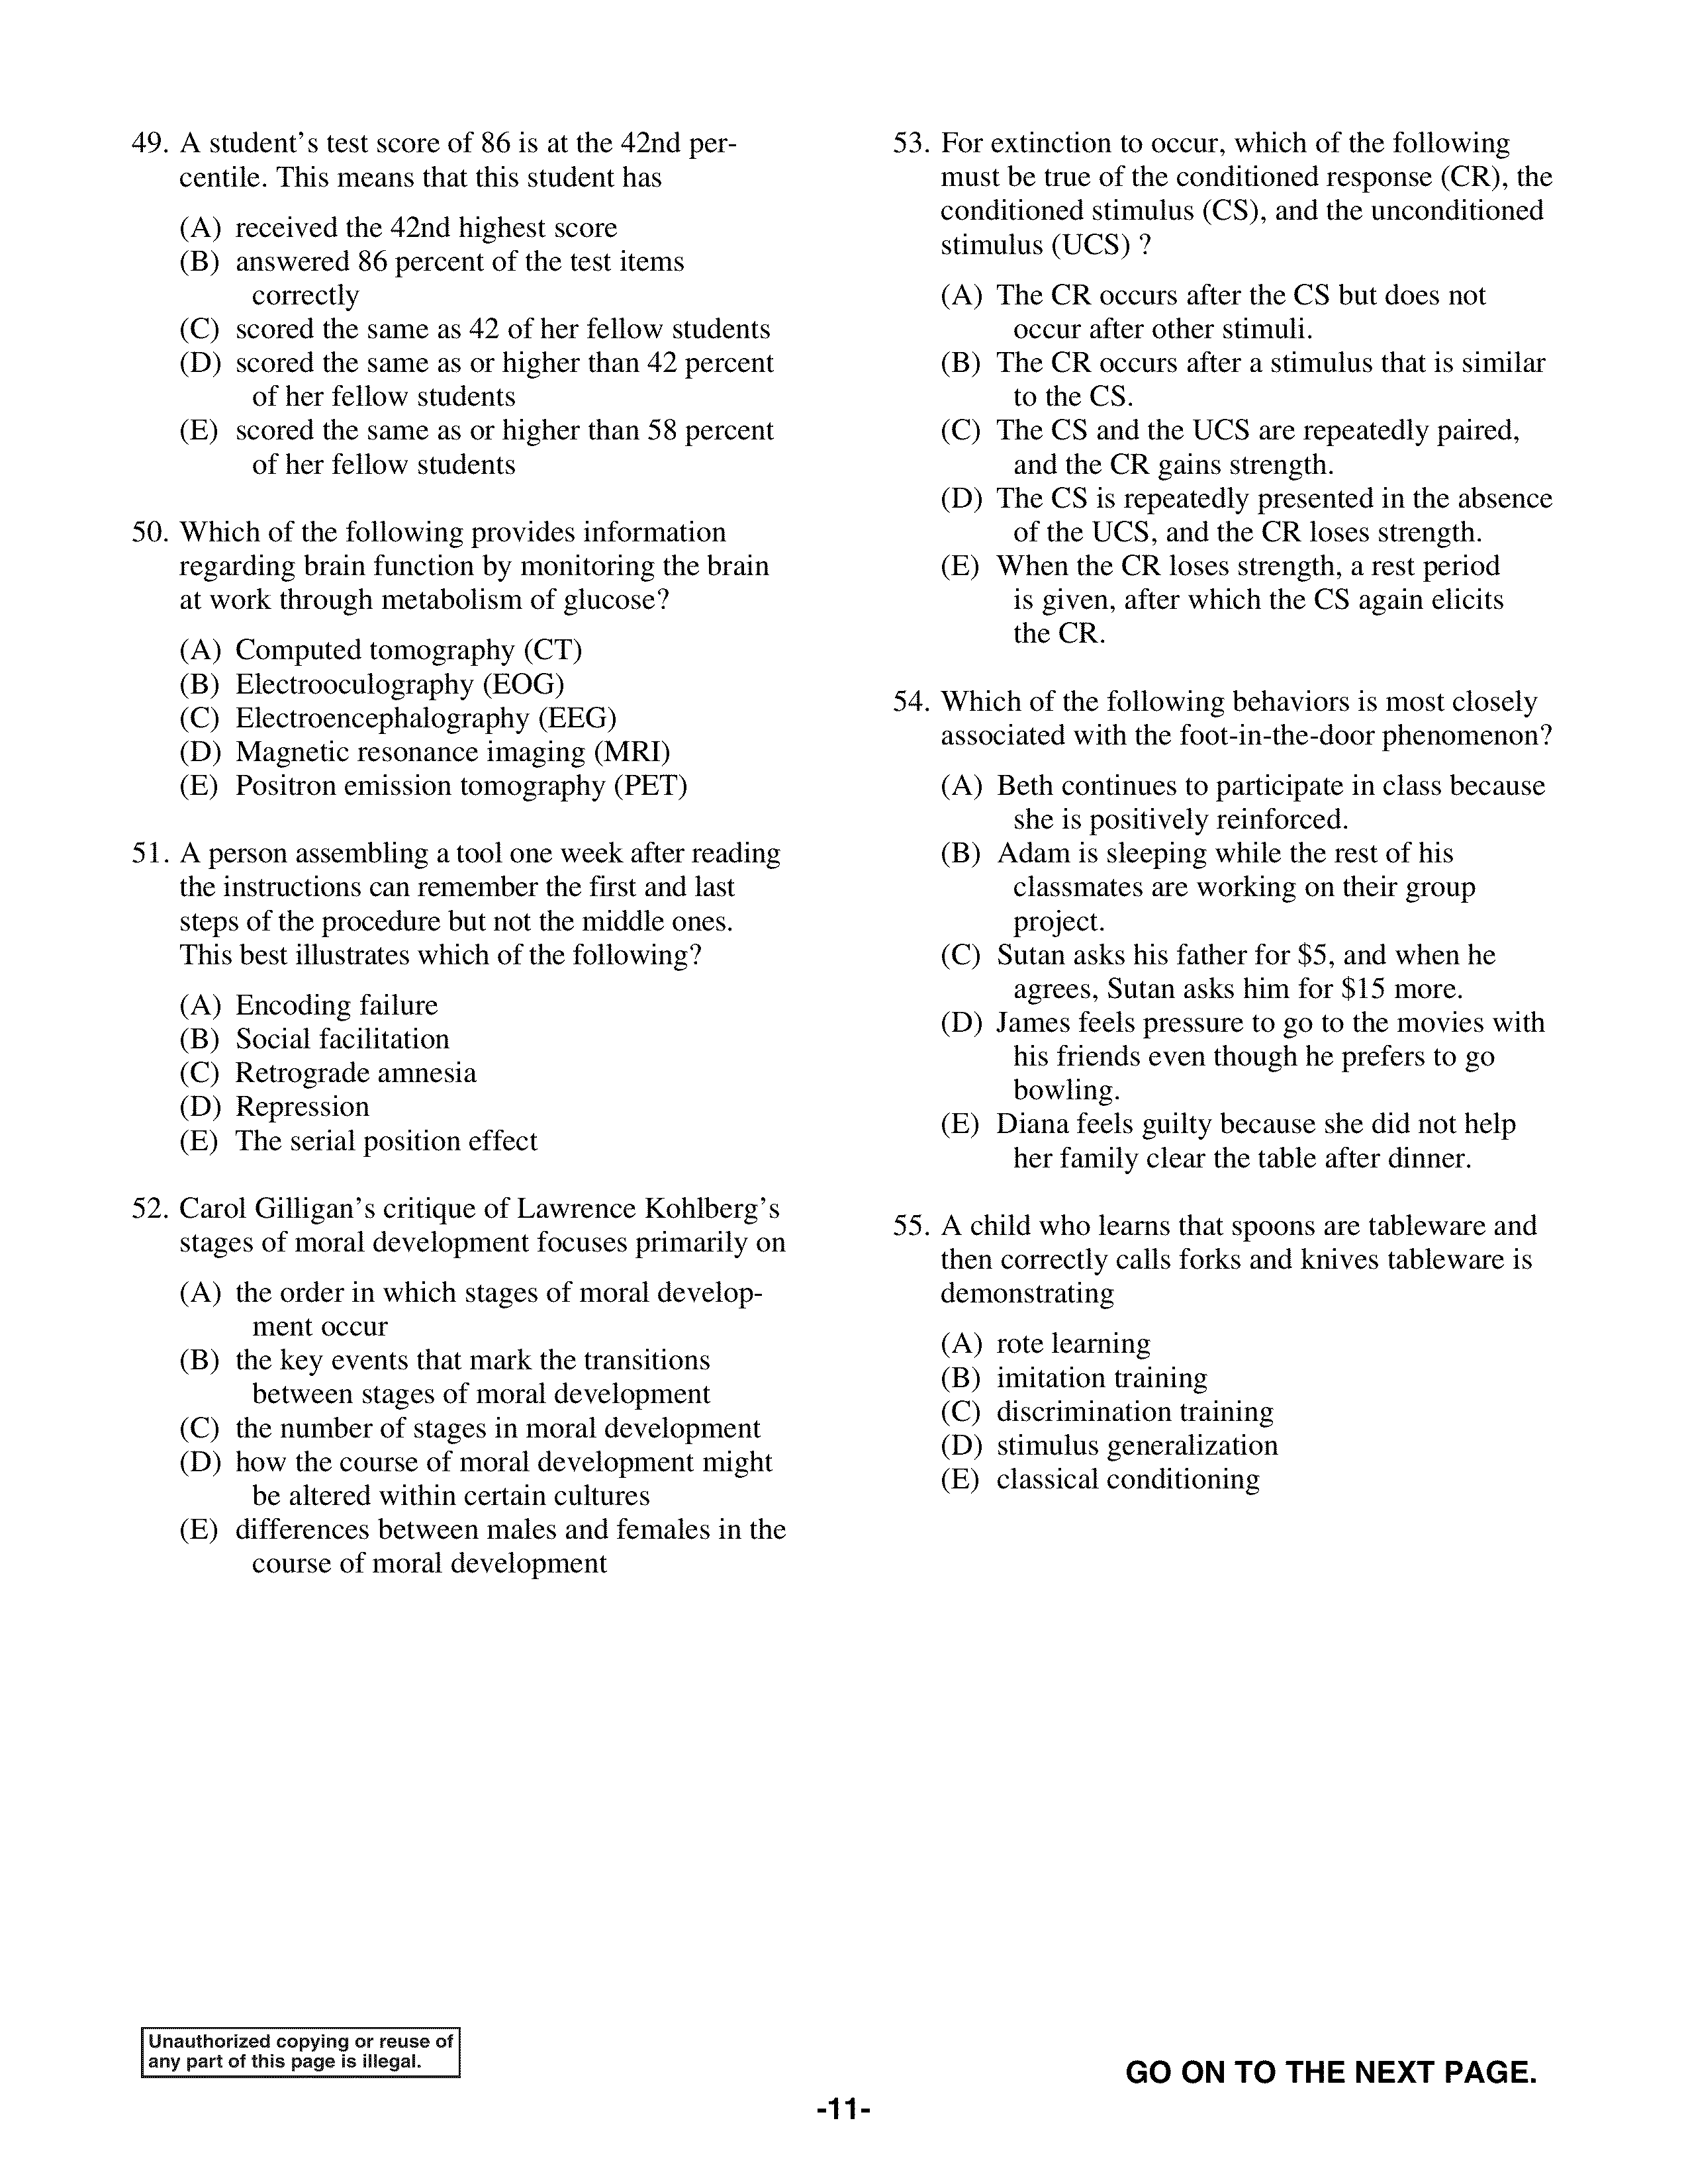 49. A student's test score of 86 is at the 42nd per-
centile. This means that this student has
(A) received the 42nd highest score
(B) answered 86 percent of the test items
correctly
(C) scored the same as 42 of her fellow students
(D) scored the same as or higher than 42 percent
of her fellow students
(E) scored the same as or higher than 58 percent
of her fellow students
50. Which of the following provides information
regarding brain function by monitoring the brain
at work through metabolism of glucose?
(A) Computed tomography (CT)
(B) Electrooculography (EOG)
(C) Electroencephalography (EEG)
(D) Magnetic resonance imaging (MRI)
(E) Positron emission tomography (PET)
51. A person assembling a tool one week after reading
the instructions can remember the first and last
steps of the procedure but not the middle ones.
This best illustrates which of the following?
(A) Encoding failure
(B) Social facilitation
(C) Retrograde amnesia
(D) Repression
(E) The serial position effect
52. Carol Gilligan's critique of Lawrence Kohlberg's
stages of moral development focuses primarily on
(A) the order in which stages of moral develop-
ment occur
(B) the key events that mark the transitions
between stages of moral development
(C) the number of stages in moral development
(D) how the course of moral development might
be altered within certain cultures
(E) differences between males and females in the
course of moral development
53. For extinction to occur, which of the following
must be true of the conditioned response (CR), the
conditioned stimulus (CS), and the unconditioned
stimulus (UCS) ?
(A) The CR occurs after the CS but does not
occur after other stimuli.
(B) The CR occurs after a stimulus that is similar
to the CS.
(C) The CS and the UCS are repeatedly paired,
and the CR gains strength.
(D) The CS is repeatedly presented in the absence
of the UCS, and the CR loses strength.
(E) When the CR loses strength, a rest period
is given, after which the CS again elicits
the CR.
54. Which of the following behaviors is most closely
associated with the foot-in-the-door phenomenon?
(A) Beth continues to participate in class because
she is positively reinforced.
(B) Adam is sleeping while the rest of his
classmates are working on their group
project.
(C) Sutan asks his father for $5, and when he
agrees, Sutan asks him for $15 more.
(D) James feels pressure to go to the movies with
his friends even though he prefers to go
bowling.
(E) Diana feels guilty because she did not help
her family clear the table after dinner.
55. A child who learns that spoons are tableware and
then correctly calls forks and knives tableware is
demonstrating
(A) rote learning
(B) imitation training
(C) discrimination training
(D) stimulus generalization
(E) classical conditioning
Unauthorized copying or reuse of
any part of this page is illegal.
GO ON TO THE NEXT PAGE.
-11-